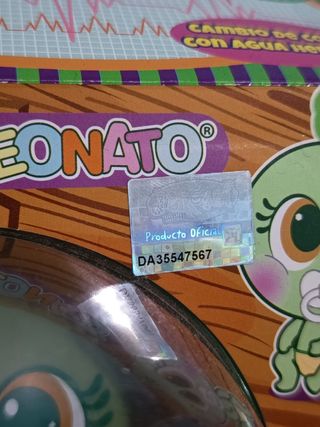 CAMBIO DE CO
CON AGUA HE
EONATO®
Producto Oficial
DA35547567